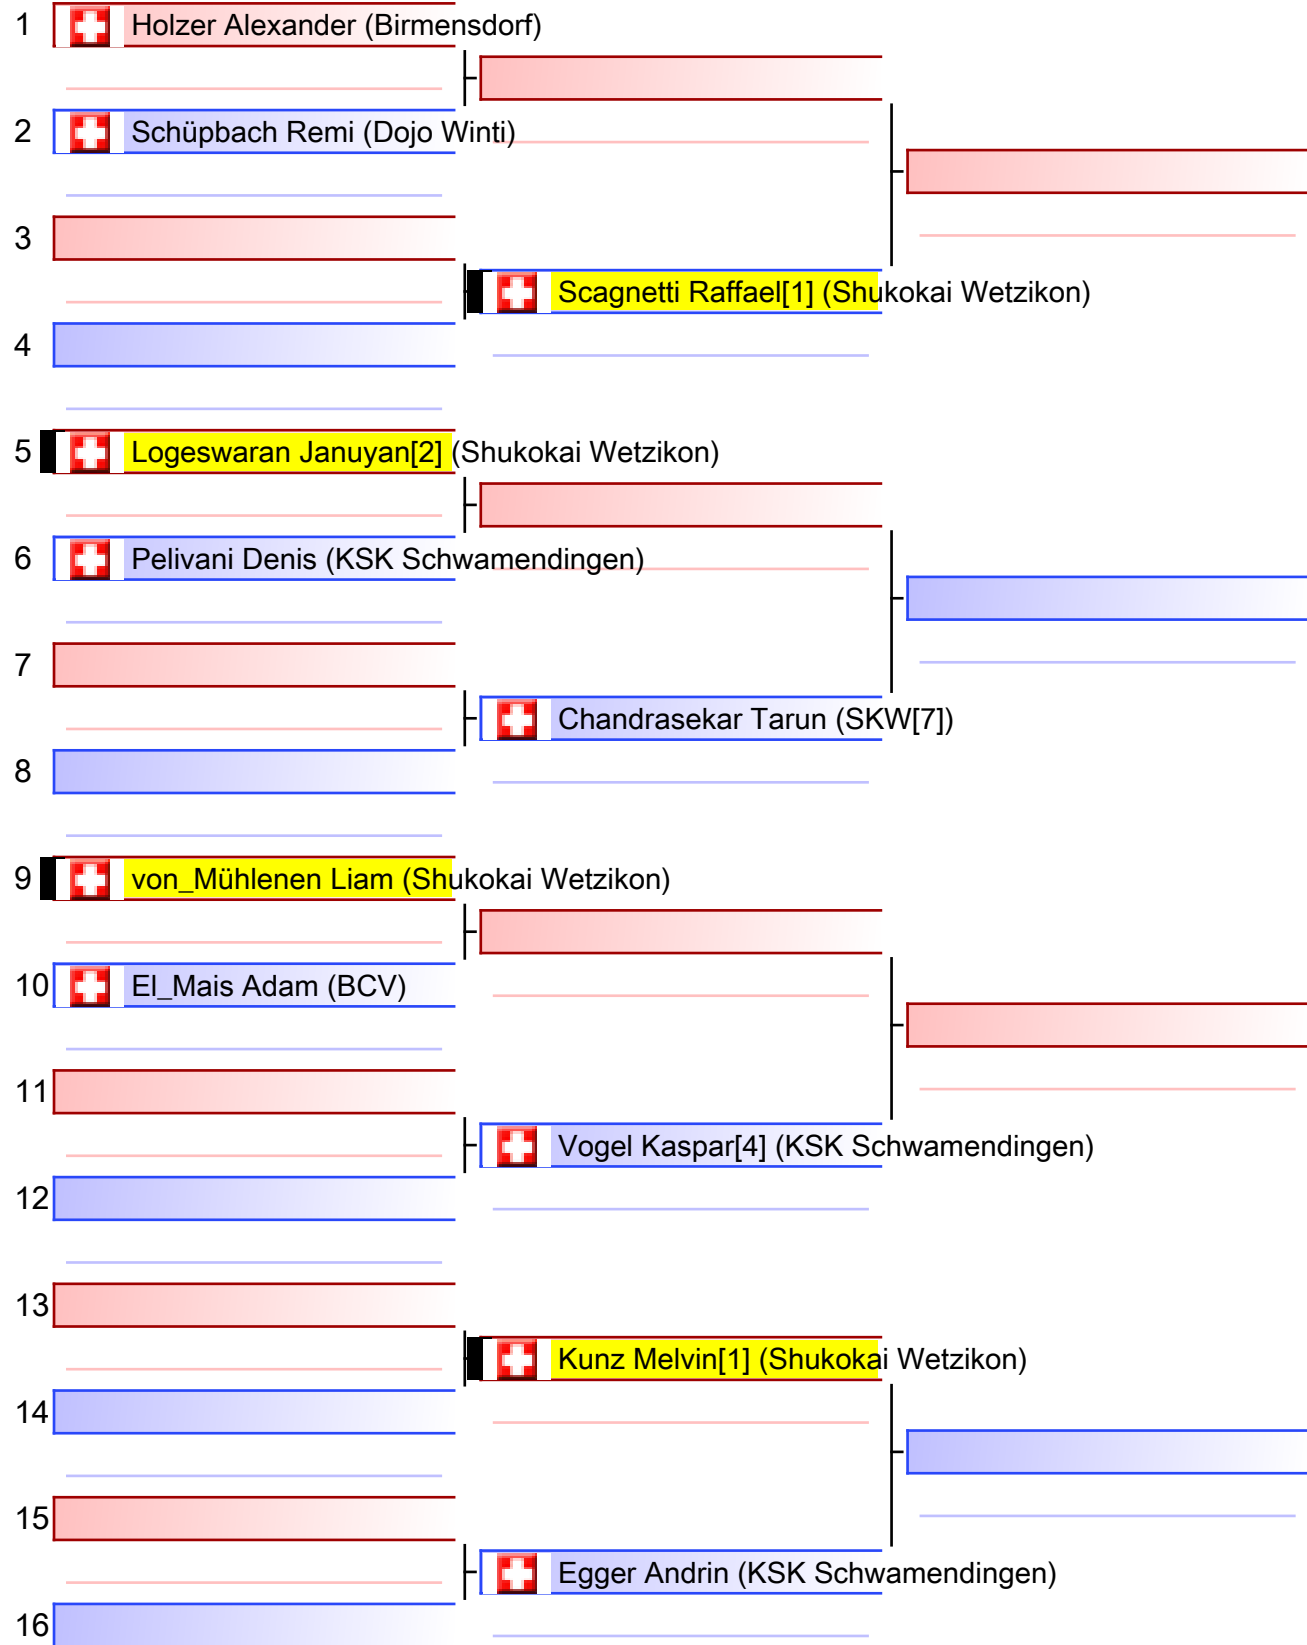 1 Holzer Alexander (Birmensdorf)
2 Schüpbach Remi (Dojo Winti)
3
Scagnetti Raffael[1] (Shukokai Wetzikon)
4
5 Logeswaran Januyan[2] (Shukokai Wetzikon)
6 Pelivani Denis (KSK Schwamendingen)
7
Chandrasekar Tarun (SKW[7])
8
9 von_Mühlenen Liam (Shukokai Wetzikon)
10 El_Mais Adam (BCV)
11
Vogel Kaspar[4] (KSK Schwamendingen)
12
13
Kunz Melvin[1] (Shukokai Wetzikon)
14
15
Egger Andrin (KSK Schwamendingen)
16